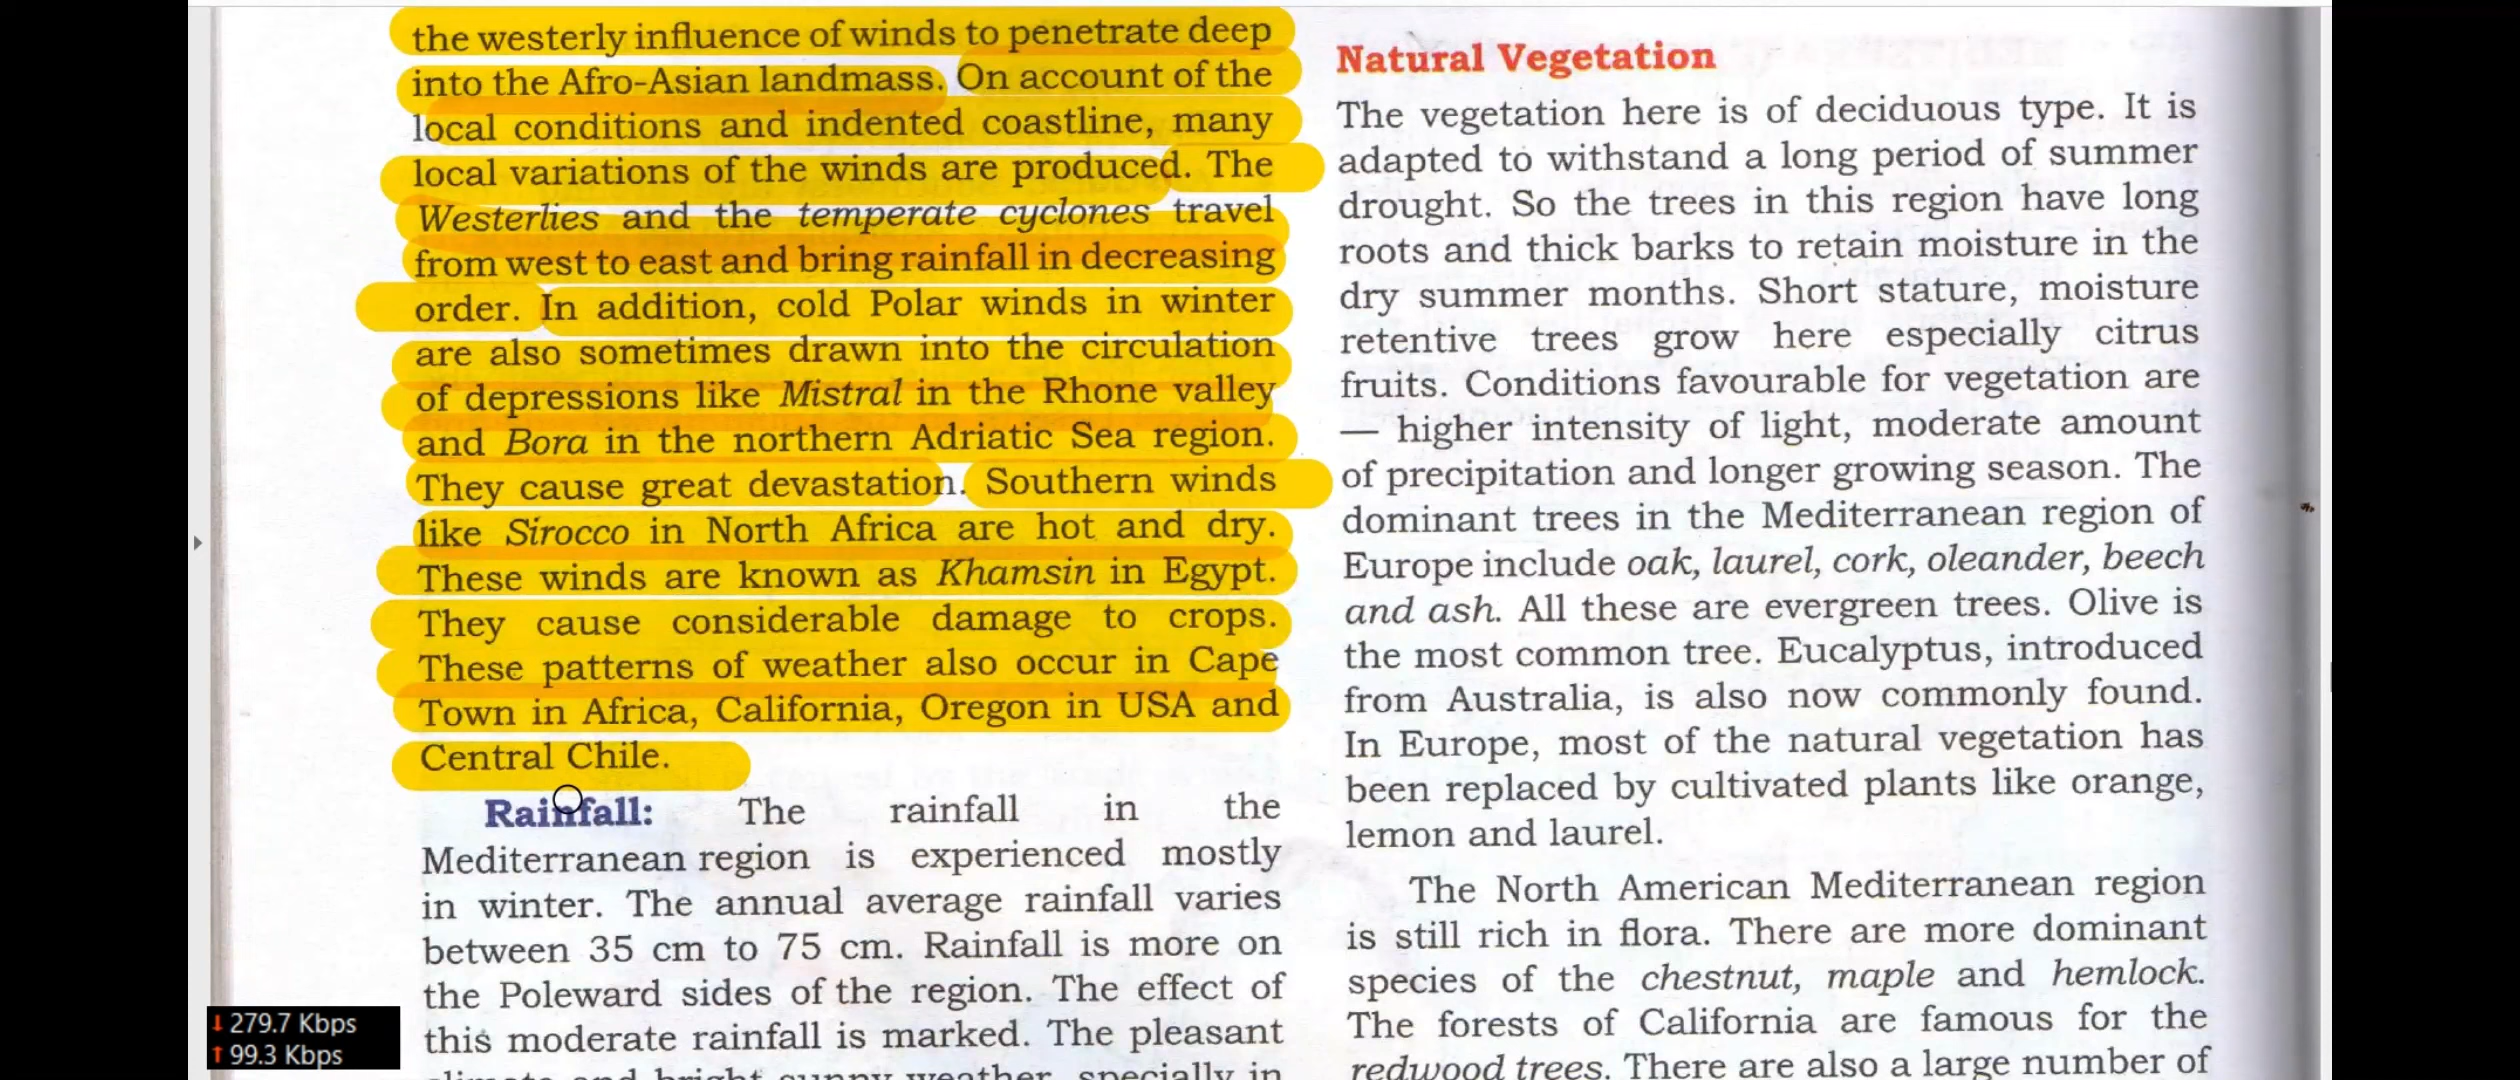 the westerly influence of winds to penetrate deep
into the Afro-Asian landmass. On account of the
local conditions and indented coastline, many
local variations of the winds are produced. The
Westerlies and the temperate cyclones travel
from west to east and bring rainfall in decreasing
order. In addition, cold Polar winds in winter
are also sometimes drawn into the circulation
of depressions like Mistral in the Rhone valley
and Bora in the northern Adriatic Sea region.
They cause great devastation. Southern winds
like Sirocco in North Africa are hot and dry.
These winds are known as Khamsin in Egypt.
They cause considerable damage to crops.
These patterns of weather also occur in Cape
Town in Africa, California, Oregon in USA and
Central Chile.
Rainfall: The rainfall in the
Mediterranean region is experienced mostly
in winter. The annual average rainfall varies
between 35 cm to 75 cm. Rainfall is more on
the Poleward sides of the region. The effect of
this moderate rainfall is marked. The pleasant
climate and bright sunny weather, specially in
Natural Vegetation
The vegetation here is of deciduous type. It is
adapted to withstand a long period of summer
drought. So the trees in this region have long
roots and thick barks to retain moisture in the
dry summer months. Short stature, moisture
retentive trees grow here especially citrus
fruits. Conditions favourable for vegetation are
— higher intensity of light, moderate amount
of precipitation and longer growing season. The
dominant trees in the Mediterranean region of
Europe include oak, laurel, cork, oleander, beech
and ash. All these are evergreen trees. Olive is
the most common tree. Eucalyptus, introduced
from Australia, is also now commonly found.
In Europe, most of the natural vegetation has
been replaced by cultivated plants like orange,
lemon and laurel.
The North American Mediterranean region
is still rich in flora. There are more dominant
species of the chestnut, maple and hemlock.
The forests of California are famous for the
redwood trees. There are also a large number of
279.7 Kbps
99.3 Kbps